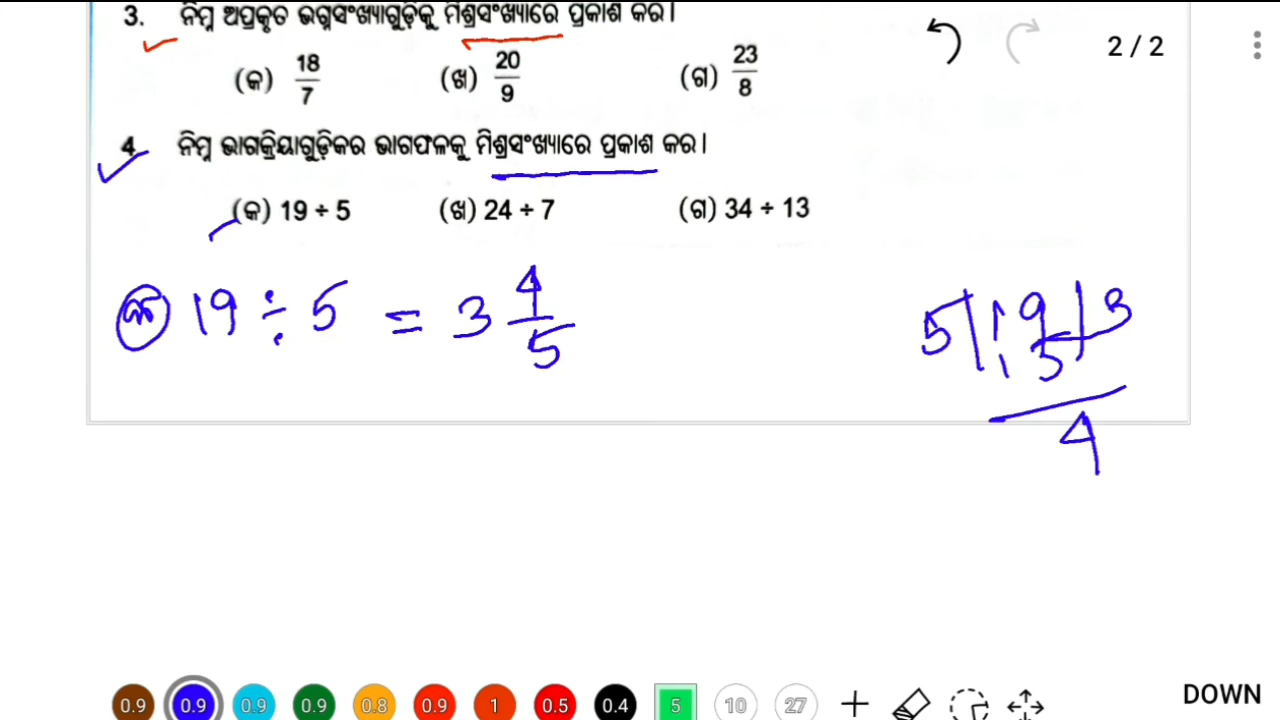 3. ନିମ୍ନ ଅପ୍ରକୃତ ଭଗ୍ନସଂଖ୍ୟାଗୁଡ଼ିକୁ ମିଶ୍ରସଂଖ୍ୟାରେ ପ୍ରକାଶ କର।
2 / 2
(କ) 18/7 (ଖ) 20/9 (ଗ) 23/8
4 ନିମ୍ନ ଭାଗକ୍ରିୟାଗୁଡ଼ିକର ଭାଗଫଳକୁ ମିଶ୍ରସଂଖ୍ୟାରେ ପ୍ରକାଶ କର।
(କ) 19 ÷ 5 (ଖ) 24 ÷ 7 (ଗ) 34 ÷ 13
କ 19 ÷ 5 = 3 4/5
5 19 3
15
4
0.9 0.9 0.9 0.9 0.8 0.9 1 0.5 0.4 5 10 27 DOWN